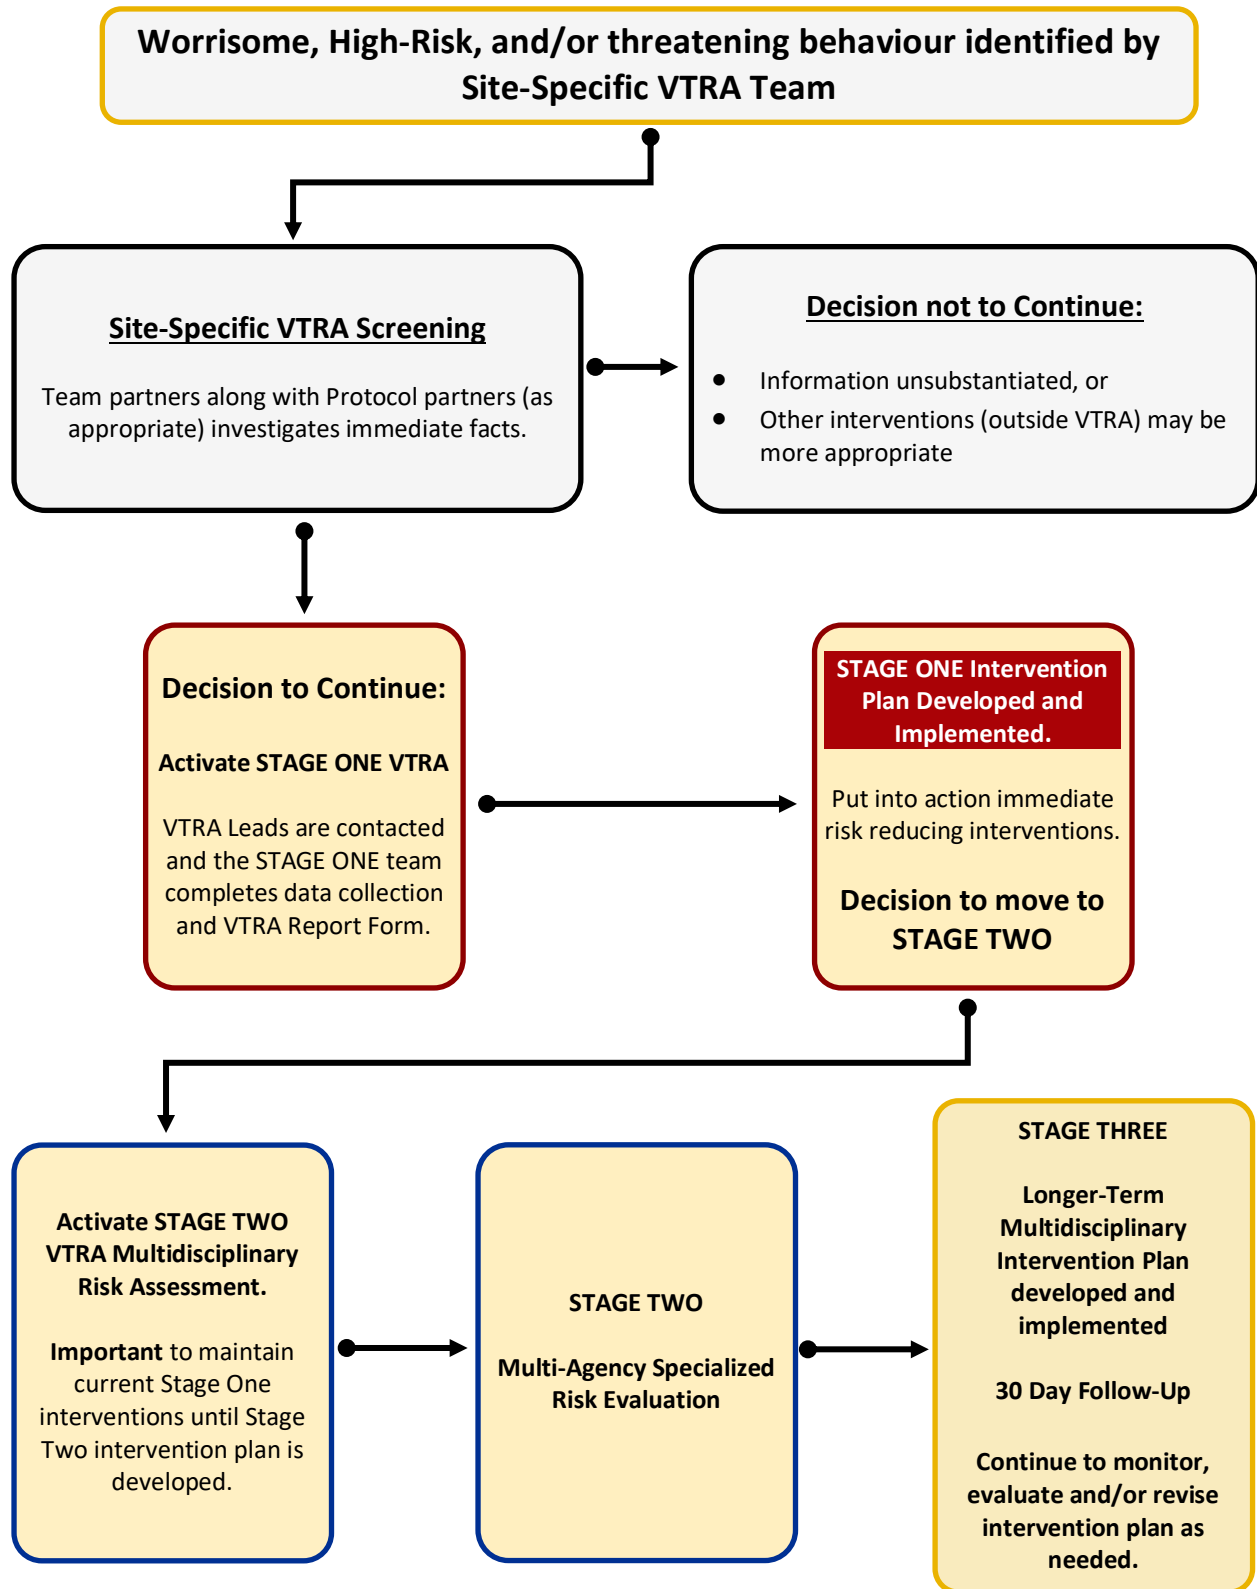 Worrisome, High-Risk, and/or threatening behaviour identified by
Site-Specific VTRA Team
Site-Specific VTRA Screening
Team partners along with Protocol partners (as
appropriate) investigates immediate facts.
Decision not to Continue:
• Information unsubstantiated, or
• Other interventions (outside VTRA) may be
more appropriate
Decision to Continue:
Activate STAGE ONE VTRA
VTRA Leads are contacted
and the STAGE ONE team
completes data collection
and VTRA Report Form.
STAGE ONE Intervention
Plan Developed and
Implemented.
Put into action immediate
risk reducing interventions.
Decision to move to
STAGE TWO
Activate STAGE TWO
VTRA Multidisciplinary
Risk Assessment.
Important to maintain
current Stage One
interventions until Stage
Two intervention plan is
developed.
STAGE TWO
Multi-Agency Specialized
Risk Evaluation
STAGE THREE
Longer-Term
Multidisciplinary
Intervention Plan
developed and
implemented
30 Day Follow-Up
Continue to monitor,
evaluate and/or revise
intervention plan as
needed.